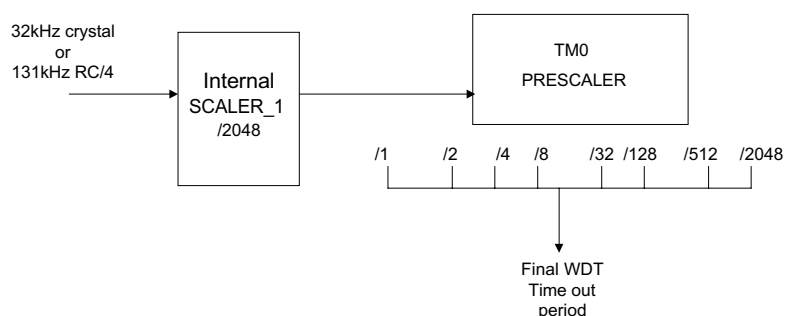 32kHz crystal
or
131kHz RC/4
Internal
SCALER_1
/2048
TM0
PRESCALER
/1 /2 /4 /8 /32 /128 /512 /2048
Final WDT
Time out
period